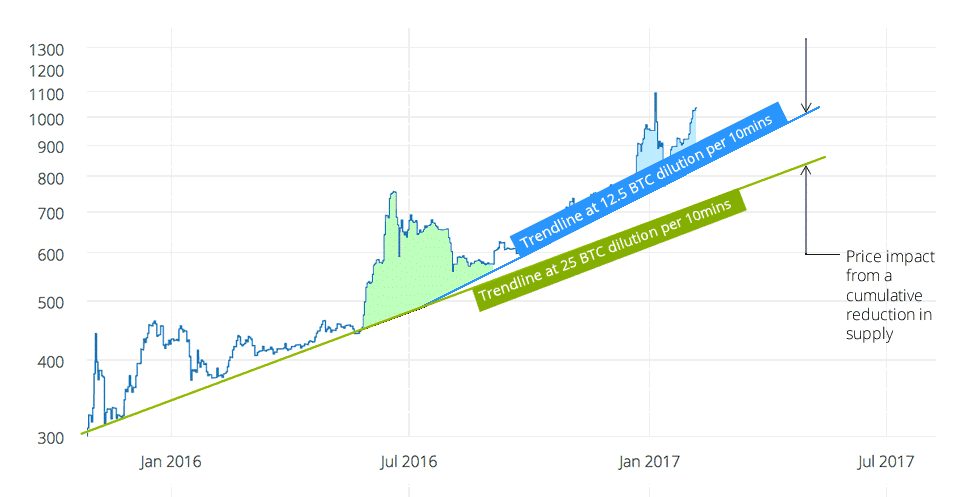 1300
1200
1100
1000
900
800
700
600
500
400
300
Trendline at 12.5 BTC dilution per 10mins
Trendline at 25 BTC dilution per 10mins
Price impact
from a
cumulative
reduction in
supply
Jan 2016
Jul 2016
Jan 2017
Jul 2017